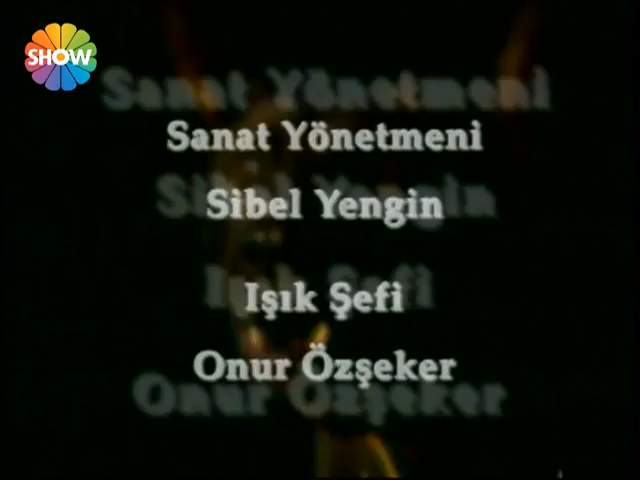 SHOW
Sanat Yönetmeni
Sibel Yengin
Işık Şefi
Onur Özşeker